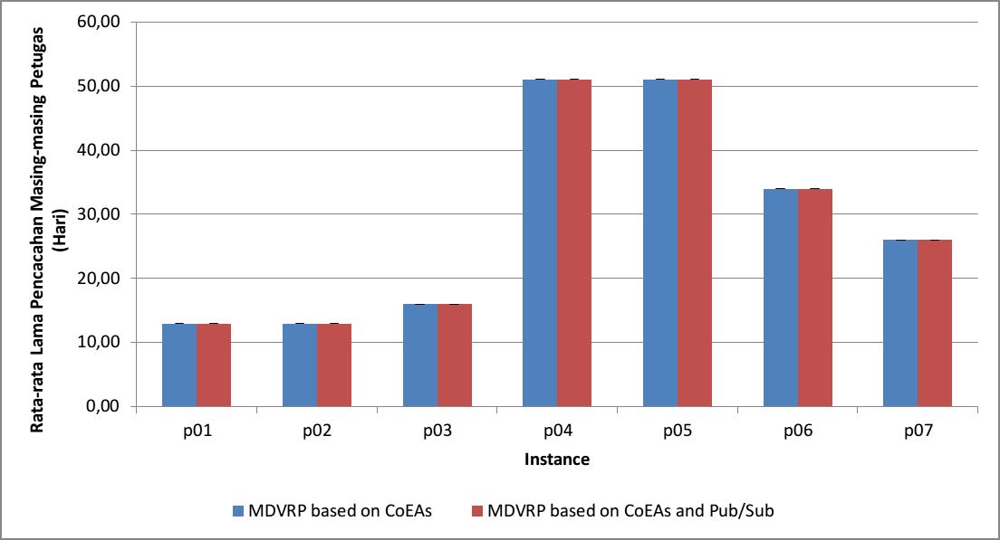 Rata-rata Lama Pencacahan Masing-masing Petugas
(Hari)
60,00
50,00
40,00
30,00
20,00
10,00
0,00
p01 p02 p03 p04 p05 p06 p07
Instance
MDVRP based on CoEAs MDVRP based on CoEAs and Pub/Sub